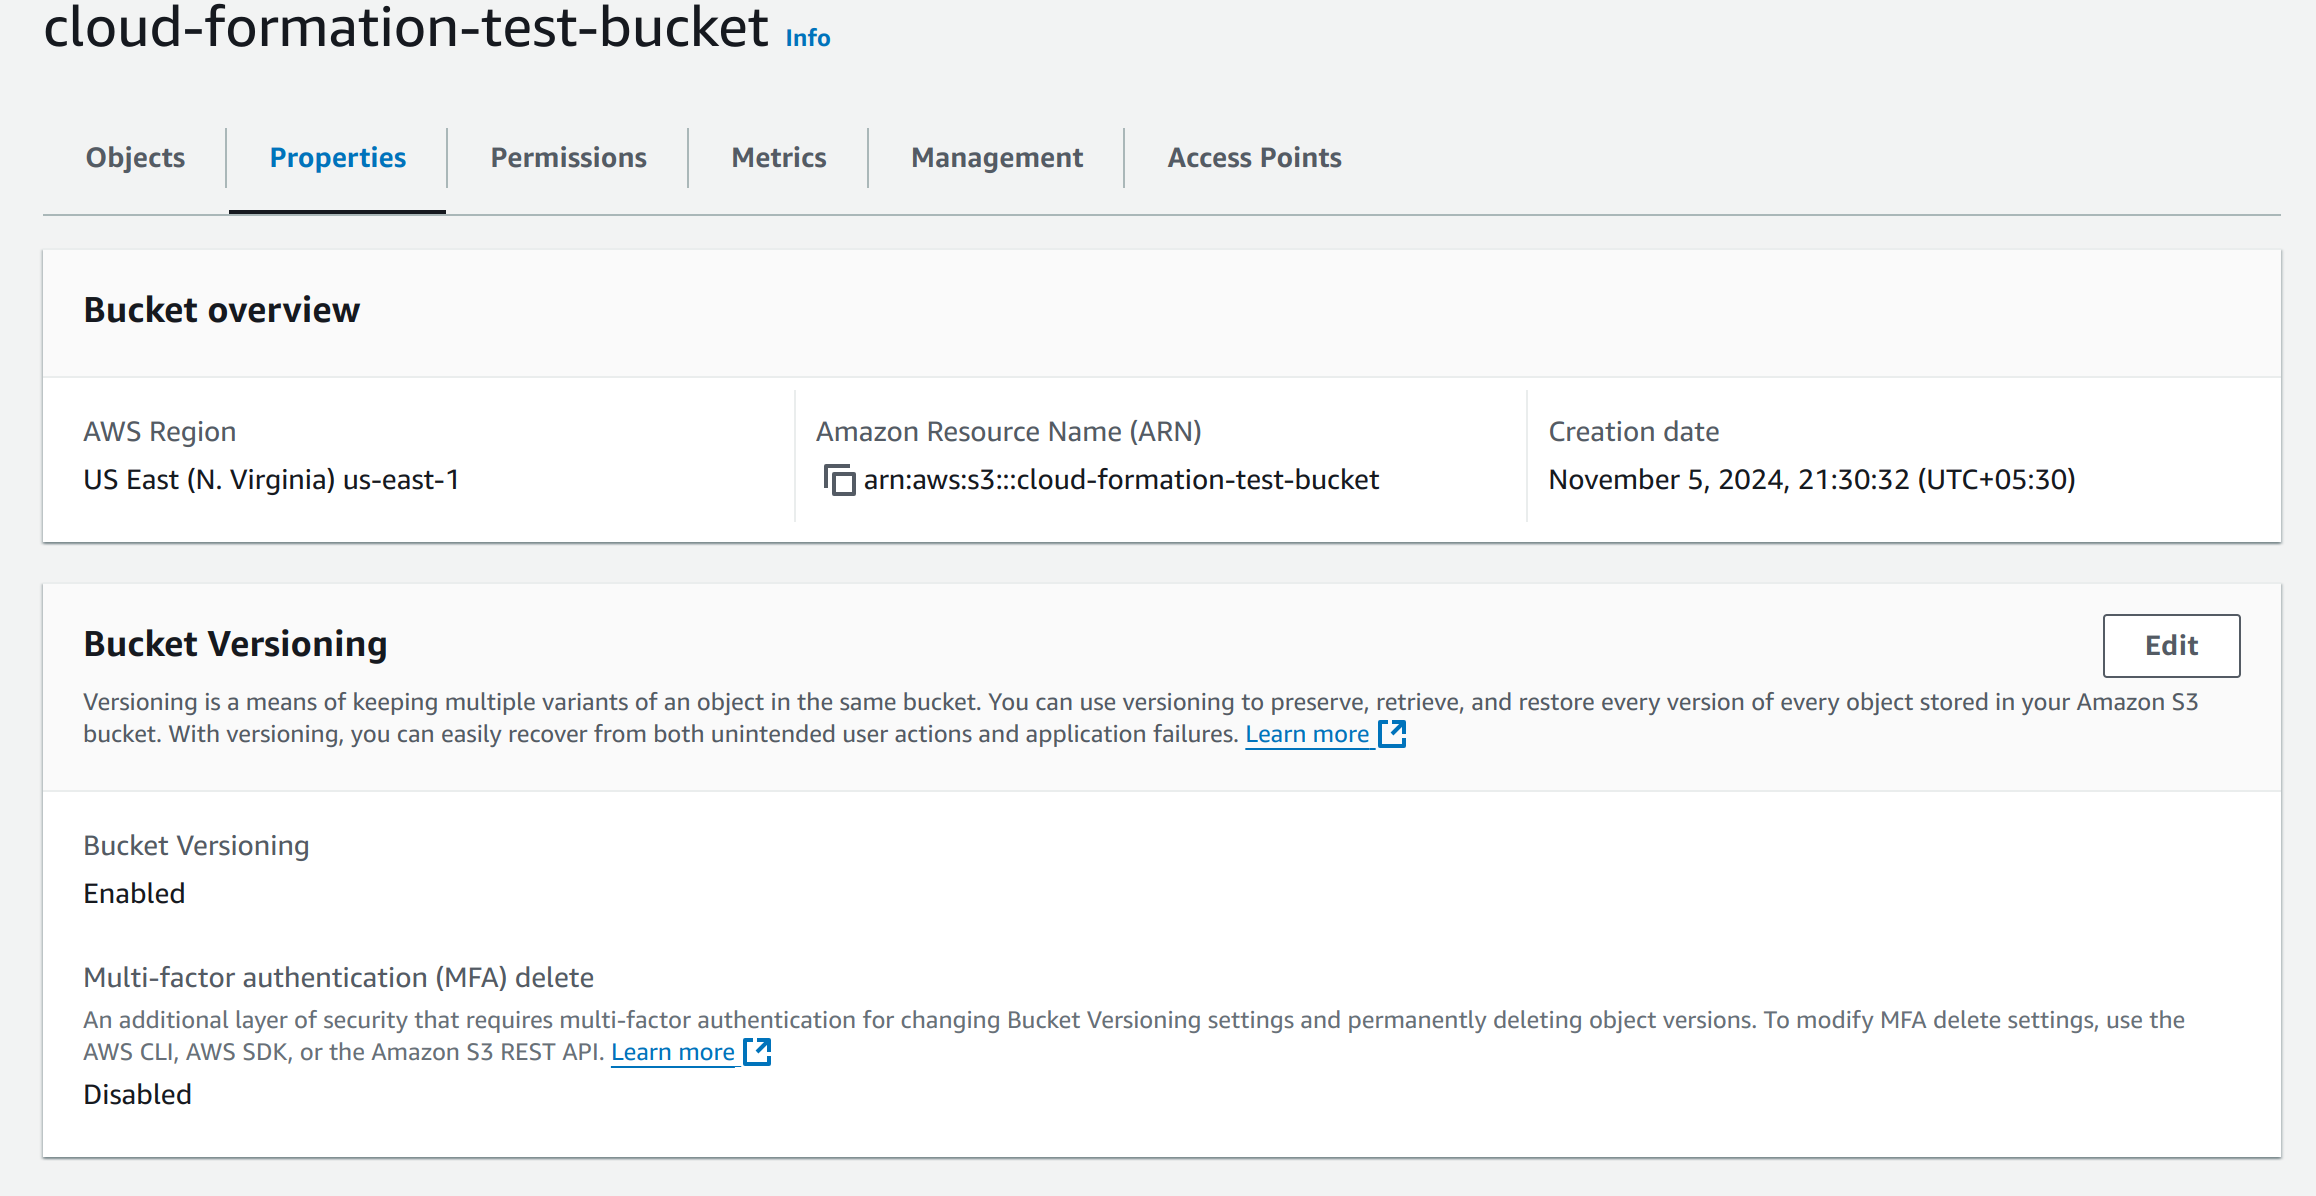 cloud-formation-test-bucket Info
Objects Properties Permissions Metrics Management Access Points
Bucket overview
AWS Region
US East (N. Virginia) us-east-1
Amazon Resource Name (ARN)
arn:aws:s3:::cloud-formation-test-bucket
Creation date
November 5, 2024, 21:30:32 (UTC+05:30)
Bucket Versioning
Edit
Versioning is a means of keeping multiple variants of an object in the same bucket. You can use versioning to preserve, retrieve, and restore every version of every object stored in your Amazon S3
bucket. With versioning, you can easily recover from both unintended user actions and application failures. Learn more
Bucket Versioning
Enabled
Multi-factor authentication (MFA) delete
An additional layer of security that requires multi-factor authentication for changing Bucket Versioning settings and permanently deleting object versions. To modify MFA delete settings, use the
AWS CLI, AWS SDK, or the Amazon S3 REST API. Learn more
Disabled